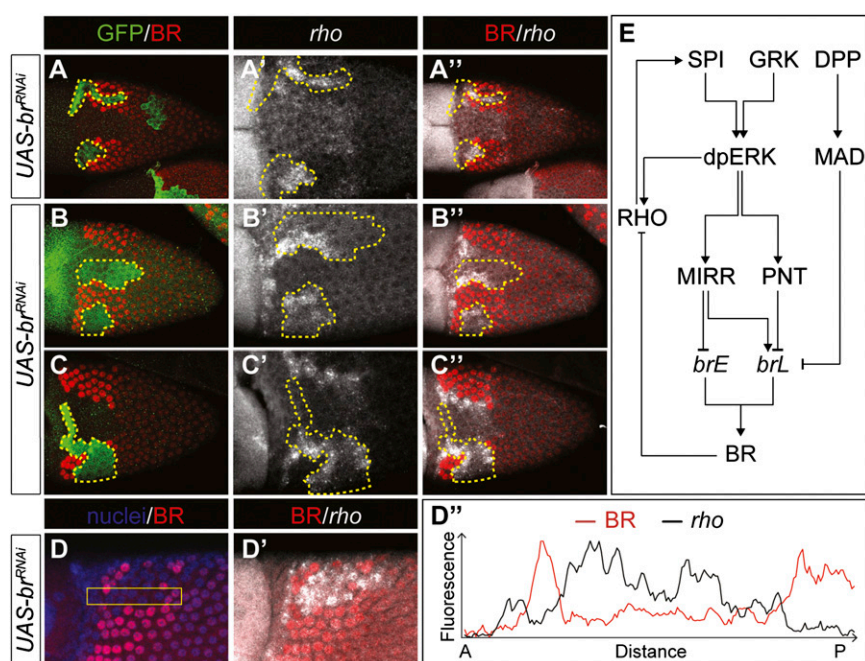 GFP/BR
rho
BR/rho
E
UAS-br^RNAi
A
A'
A''
SPI
GRK
DPP
dpERK
MAD
RHO
UAS-br^RNAi
B
B'
B''
MIRR
PNT
C
C'
C''
brE
brL
BR
UAS-br^RNAi
nuclei/BR
BR/rho
D
D'
D''
BR
rho
Fluorescence
A
Distance
P